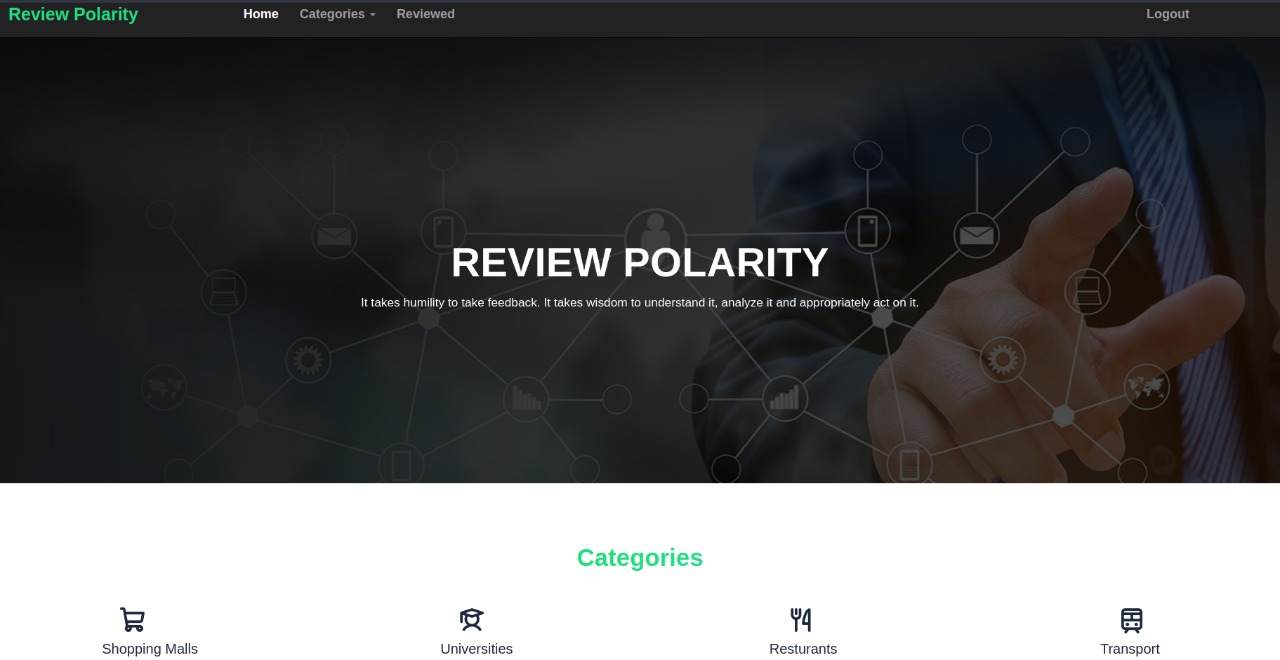 Review Polarity Home Categories Reviewed Logout
REVIEW POLARITY
It takes humility to take feedback. It takes wisdom to understand it, analyze it and appropriately act on it.
Categories
Shopping Malls Universities Resturants Transport